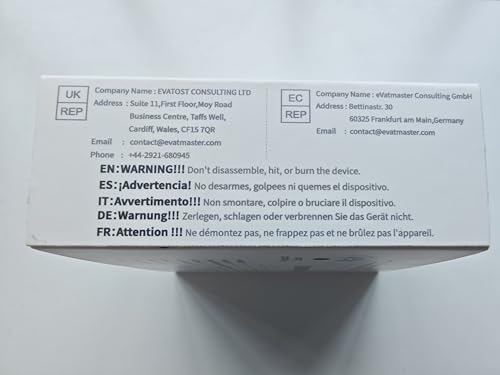 UK
REP
Company Name : EVATOST CONSULTING LTD
Address : Suite 11,First Floor,Moy Road
Business Centre, Taffs Well,
Cardiff, Wales, CF15 7QR
Email : contact@evatmaster.com
Phone : +44-2921-680945
EC
REP
Company Name : eVatmaster Consulting GmbH
Address : Bettinastr. 30
60325 Frankfurt am Main,Germany
Email : contact@evatmaster.com
EN:WARNING!!! Don't disassemble, hit, or burn the device.
ES:¡Advertencia! No desarmes, golpees ni quemes el dispositivo.
IT:Avvertimento!!! Non smontare, colpire o bruciare il dispositivo.
DE:Warnung!!! Zerlegen, schlagen oder verbrennen Sie das Gerät nicht.
FR:Attention !!! Ne démontez pas, ne frappez pas et ne brûlez pas l'appareil.